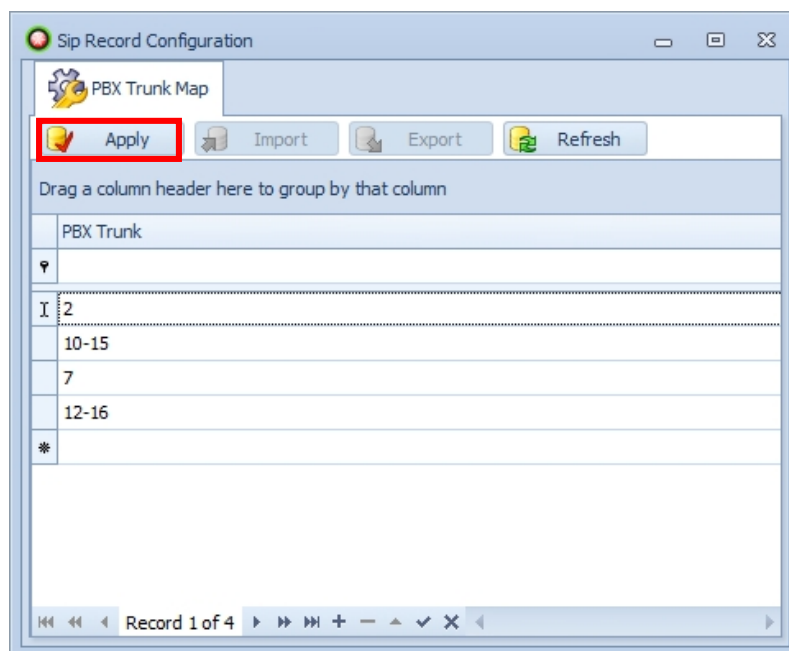 Sip Record Configuration
PBX Trunk Map
Apply Import Export Refresh
Drag a column header here to group by that column
PBX Trunk
2
10-15
7
12-16
Record 1 of 4